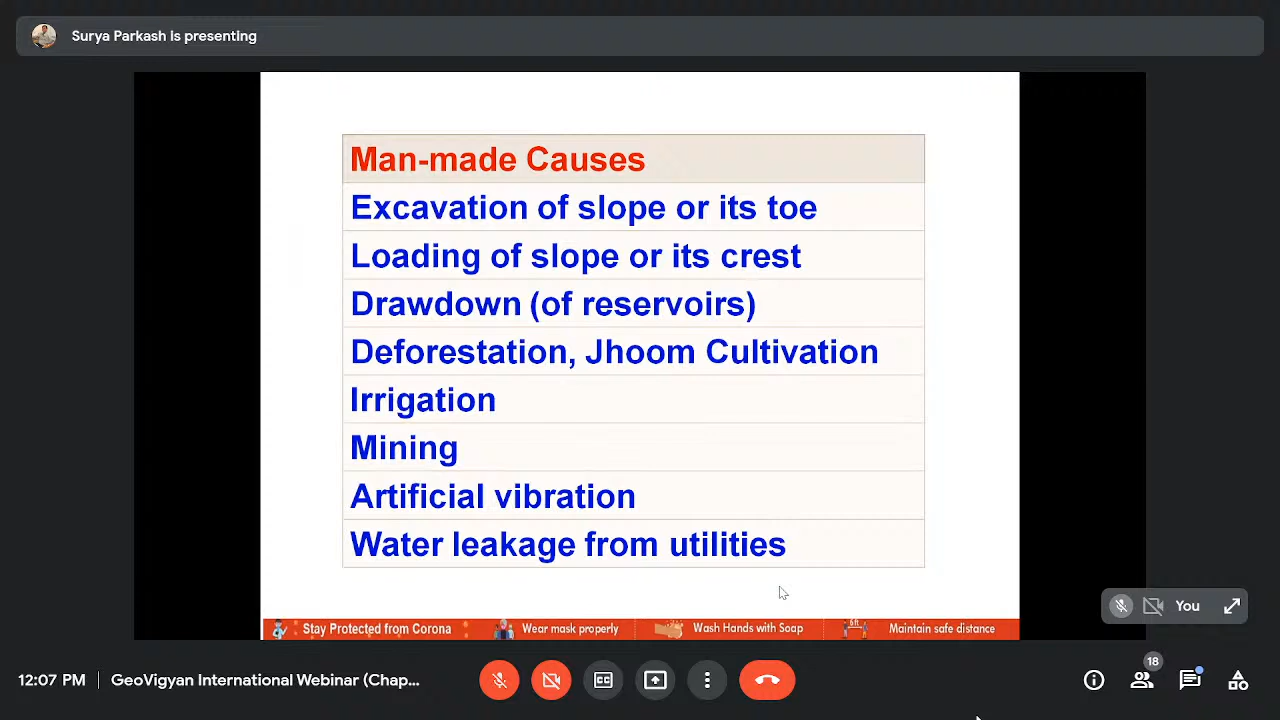 Surya Parkash is presenting
Man-made Causes
Excavation of slope or its toe
Loading of slope or its crest
Drawdown (of reservoirs)
Deforestation, Jhoom Cultivation
Irrigation
Mining
Artificial vibration
Water leakage from utilities
You
Stay Protected from Corona
Wear mask properly
Wash Hands with Soap
6ft
Maintain safe distance
18
12:07 PM
GeoVigyan International Webinar (Chap...